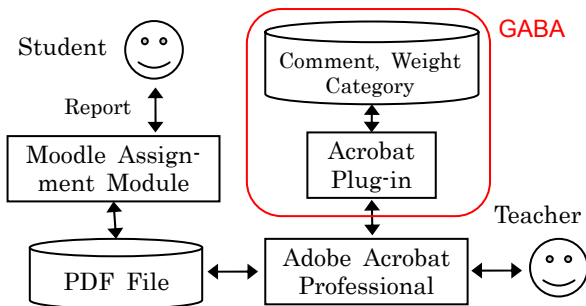 Student
GABA
Comment, Weight
Category
Report
Moodle Assign-
ment Module
Acrobat
Plug-in
Teacher
PDF File
Adobe Acrobat
Professional